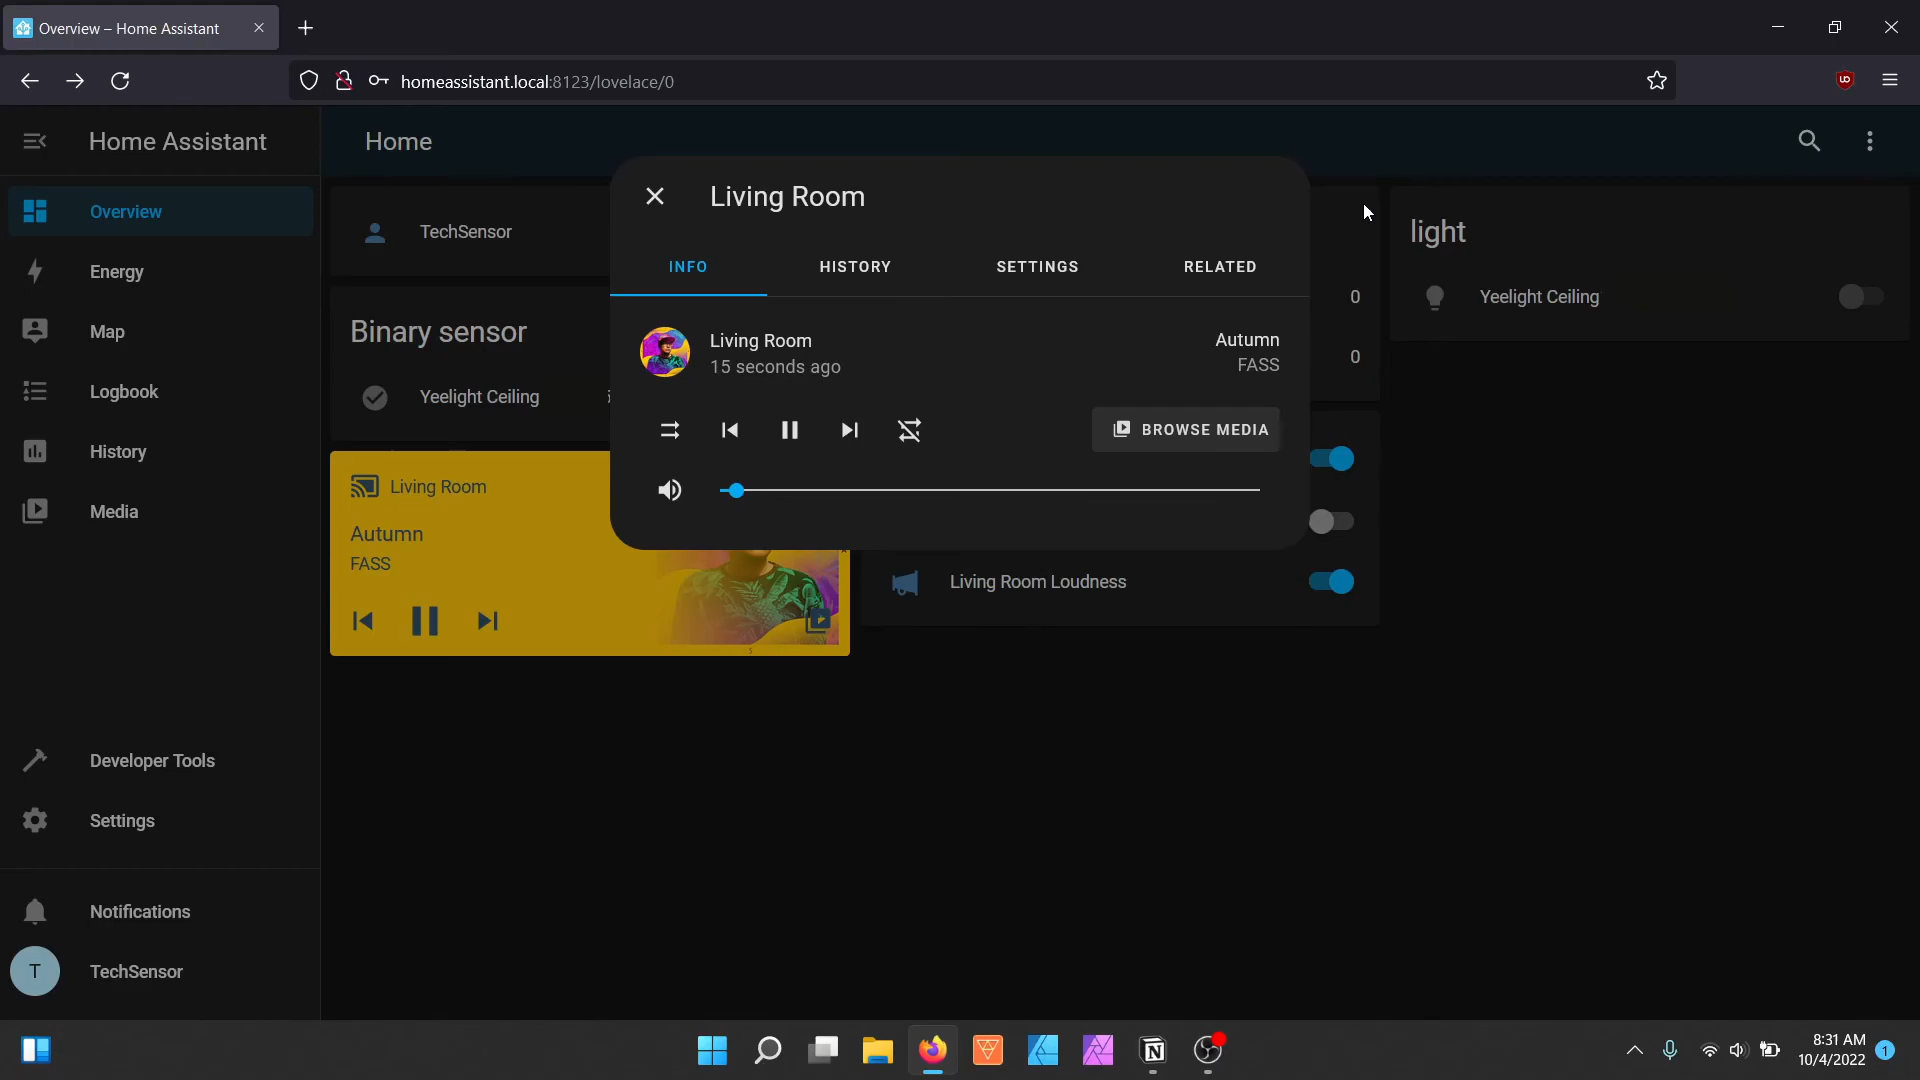 Overview – Home Assistant
homeassistant.local:8123/lovelace/0
Home Assistant
Home
Overview
Energy
Map
Logbook
History
Media
Developer Tools
Settings
Notifications
T
TechSensor
TechSensor
Binary sensor
Yeelight Ceiling
Living Room
Autumn
FASS
Living Room
INFO
HISTORY
SETTINGS
RELATED
Living Room
15 seconds ago
Autumn
FASS
BROWSE MEDIA
0
0
Living Room Loudness
light
Yeelight Ceiling
8:31 AM
10/4/2022
1